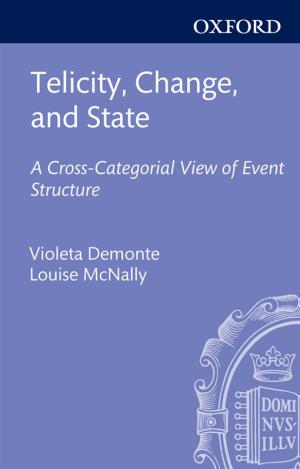 OXFORD
Telicity, Change,
and State
A Cross-Categorial View of Event
Structure
Violeta Demonte
Louise McNally
DOMI
NVS·
ILLV